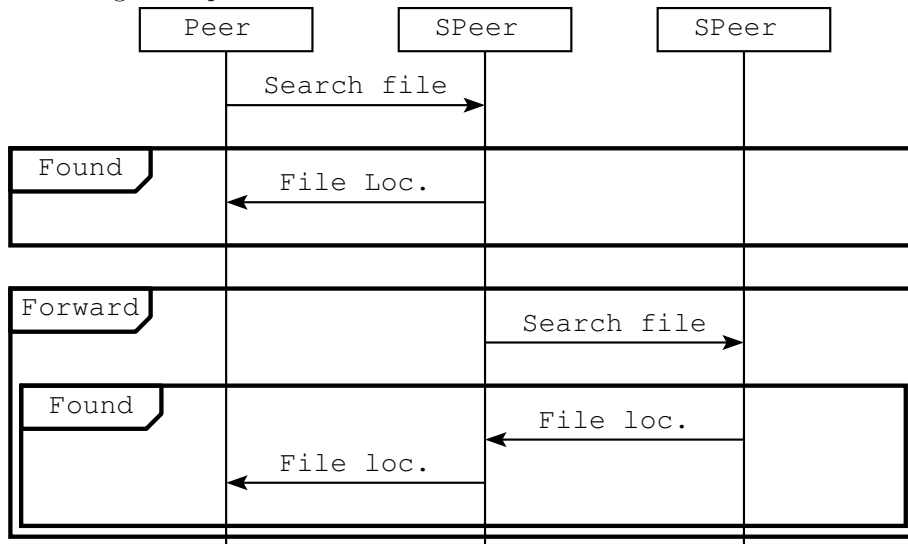 Peer SPeer SPeer
Search file
Found
File Loc.
Forward
Search file
Found
File loc.
File loc.